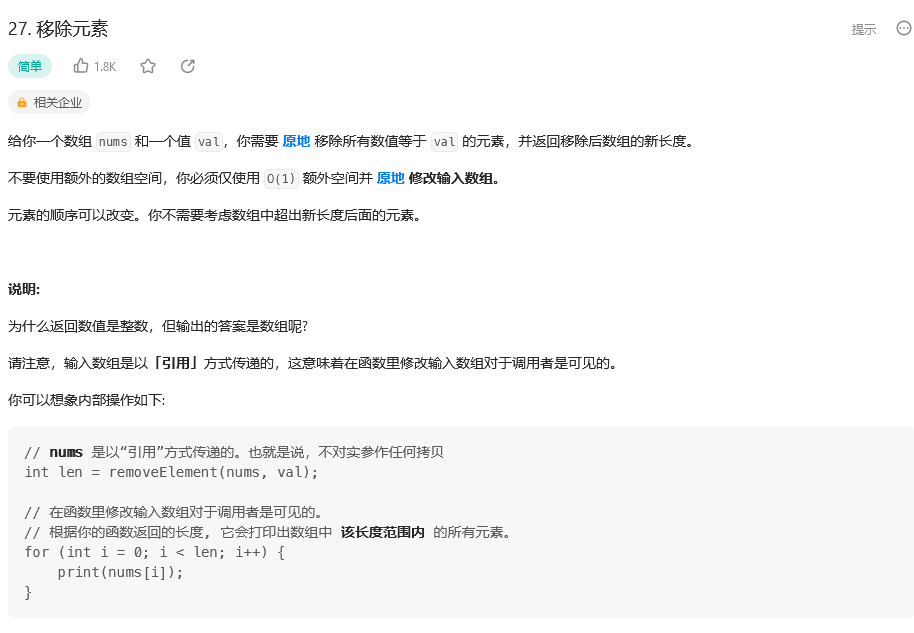 27. 移除元素
提示
简单
1.8K
相关企业
给你一个数组 nums 和一个值 val，你需要 原地 移除所有数值等于 val 的元素，并返回移除后数组的新长度。
不要使用额外的数组空间，你必须仅使用 O(1) 额外空间并 原地 修改输入数组。
元素的顺序可以改变。你不需要考虑数组中超出新长度后面的元素。
说明:
为什么返回数值是整数，但输出的答案是数组呢?
请注意，输入数组是以「引用」方式传递的，这意味着在函数里修改输入数组对于调用者是可见的。
你可以想象内部操作如下:
// nums 是以“引用”方式传递的。也就是说，不对实参作任何拷贝
int len = removeElement(nums, val);
// 在函数里修改输入数组对于调用者是可见的。
// 根据你的函数返回的长度, 它会打印出数组中 该长度范围内 的所有元素。
for (int i = 0; i < len; i++) {
    print(nums[i]);
}